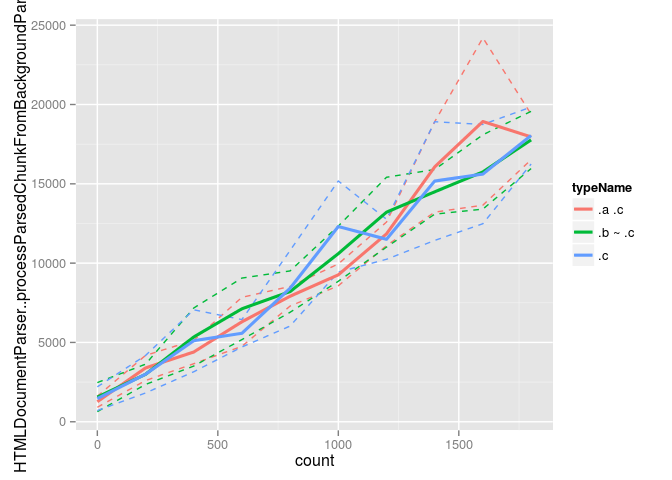 HTMLDocumentParser..processParsedChunkFromBackgroundPar
25000
20000
15000
10000
5000
0
0 500 1000 1500
count
typeName
.a .c
.b ~ .c
.c